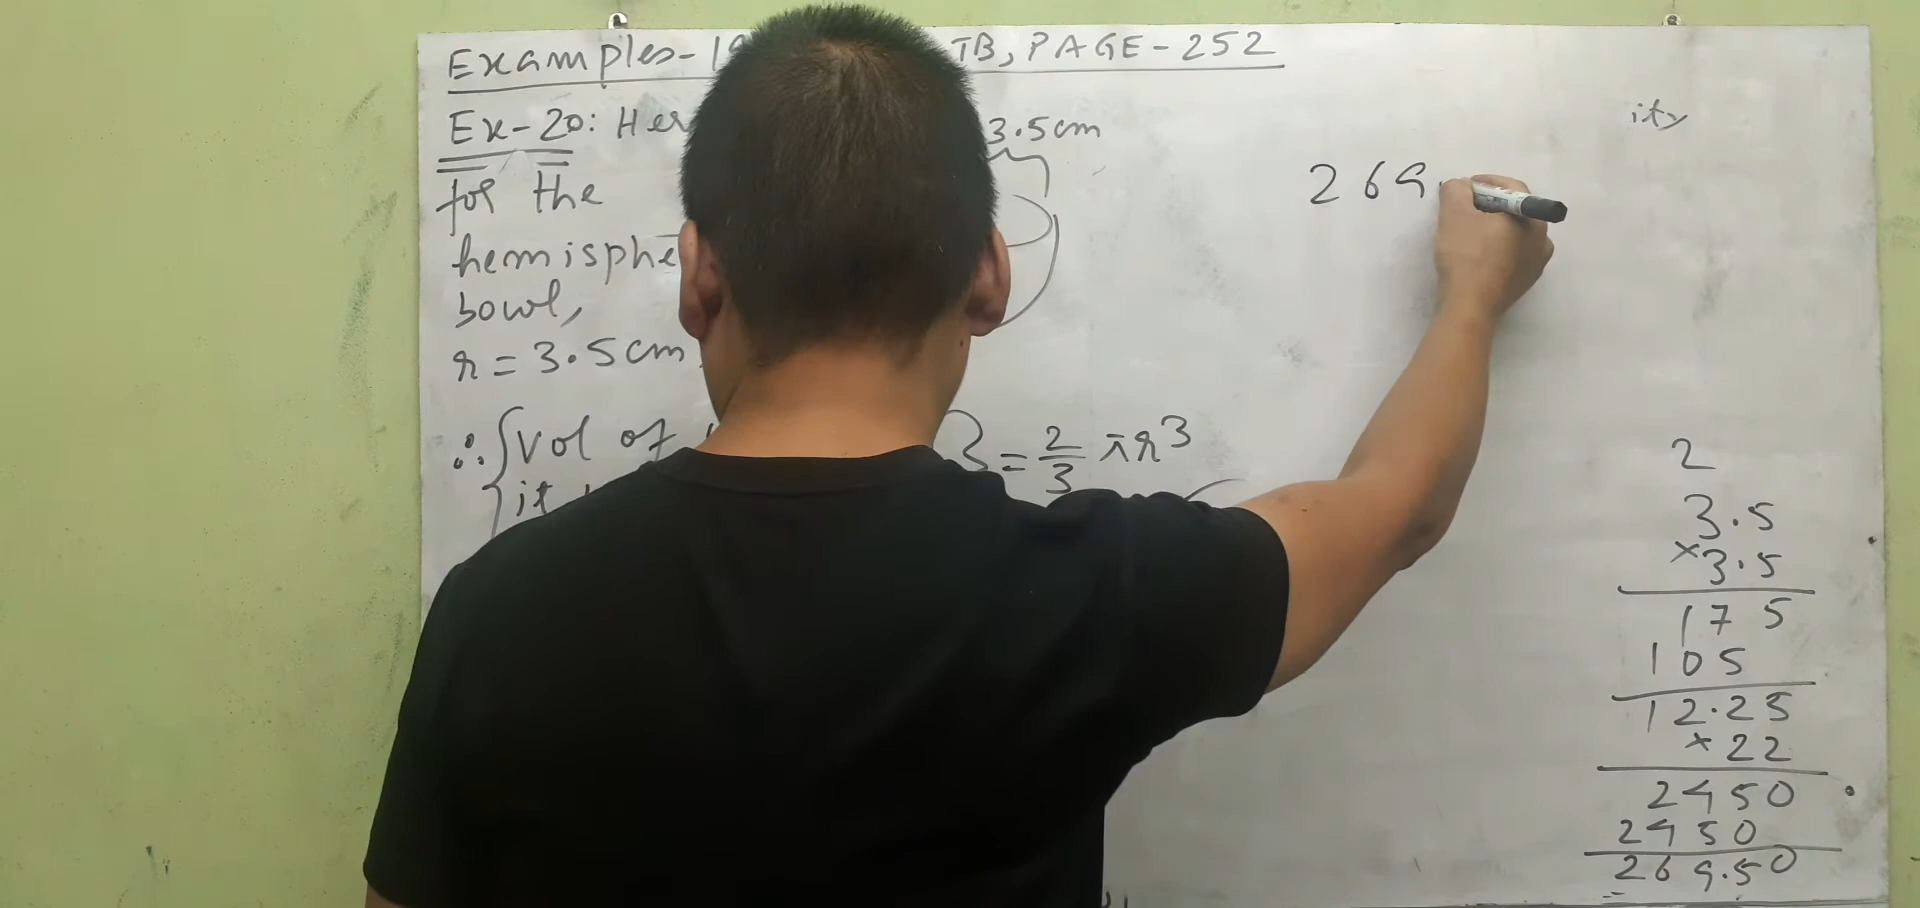 Examples-19 TB, PAGE-252
Ex-20: Her 3.5cm
for the
hemisphe
bowl,
r = 3.5cm
∴ {vol of } = 2/3 πr3
it
269.
2
3.5
×3.5
175
105
12.25
×22
2450
2450
269.50